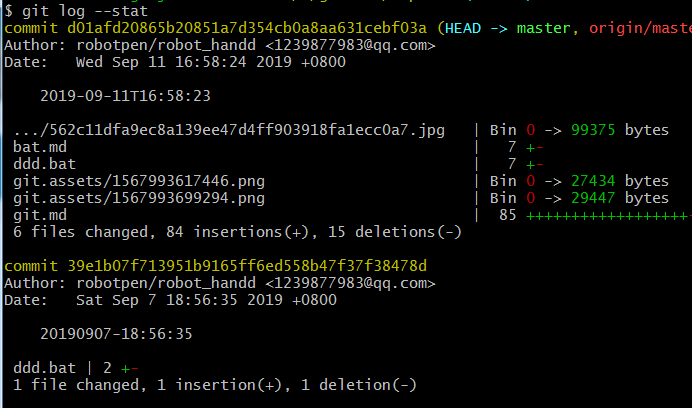 $ git log --stat
commit d01afd20865b20851a7d354cb0a8aa631cebf03a (HEAD -> master, origin/maste
Author: robotpen/robot_handd <1239877983@qq.com>
Date:   Wed Sep 11 16:58:24 2019 +0800
2019-09-11T16:58:23
.../562c11dfa9ec8a139ee47d4ff903918fa1ecc0a7.jpg   | Bin 0 -> 99375 bytes
bat.md                                             |   7 +-
ddd.bat                                            |   7 +-
git.assets/1567993617446.png                       | Bin 0 -> 27434 bytes
git.assets/1567993699294.png                       | Bin 0 -> 29447 bytes
git.md                                             |  85 ++++++++++++++++++-
6 files changed, 84 insertions(+), 15 deletions(-)
commit 39e1b07f713951b9165ff6ed558b47f37f38478d
Author: robotpen/robot_handd <1239877983@qq.com>
Date:   Sat Sep 7 18:56:35 2019 +0800
20190907-18:56:35
ddd.bat | 2 +-
1 file changed, 1 insertion(+), 1 deletion(-)